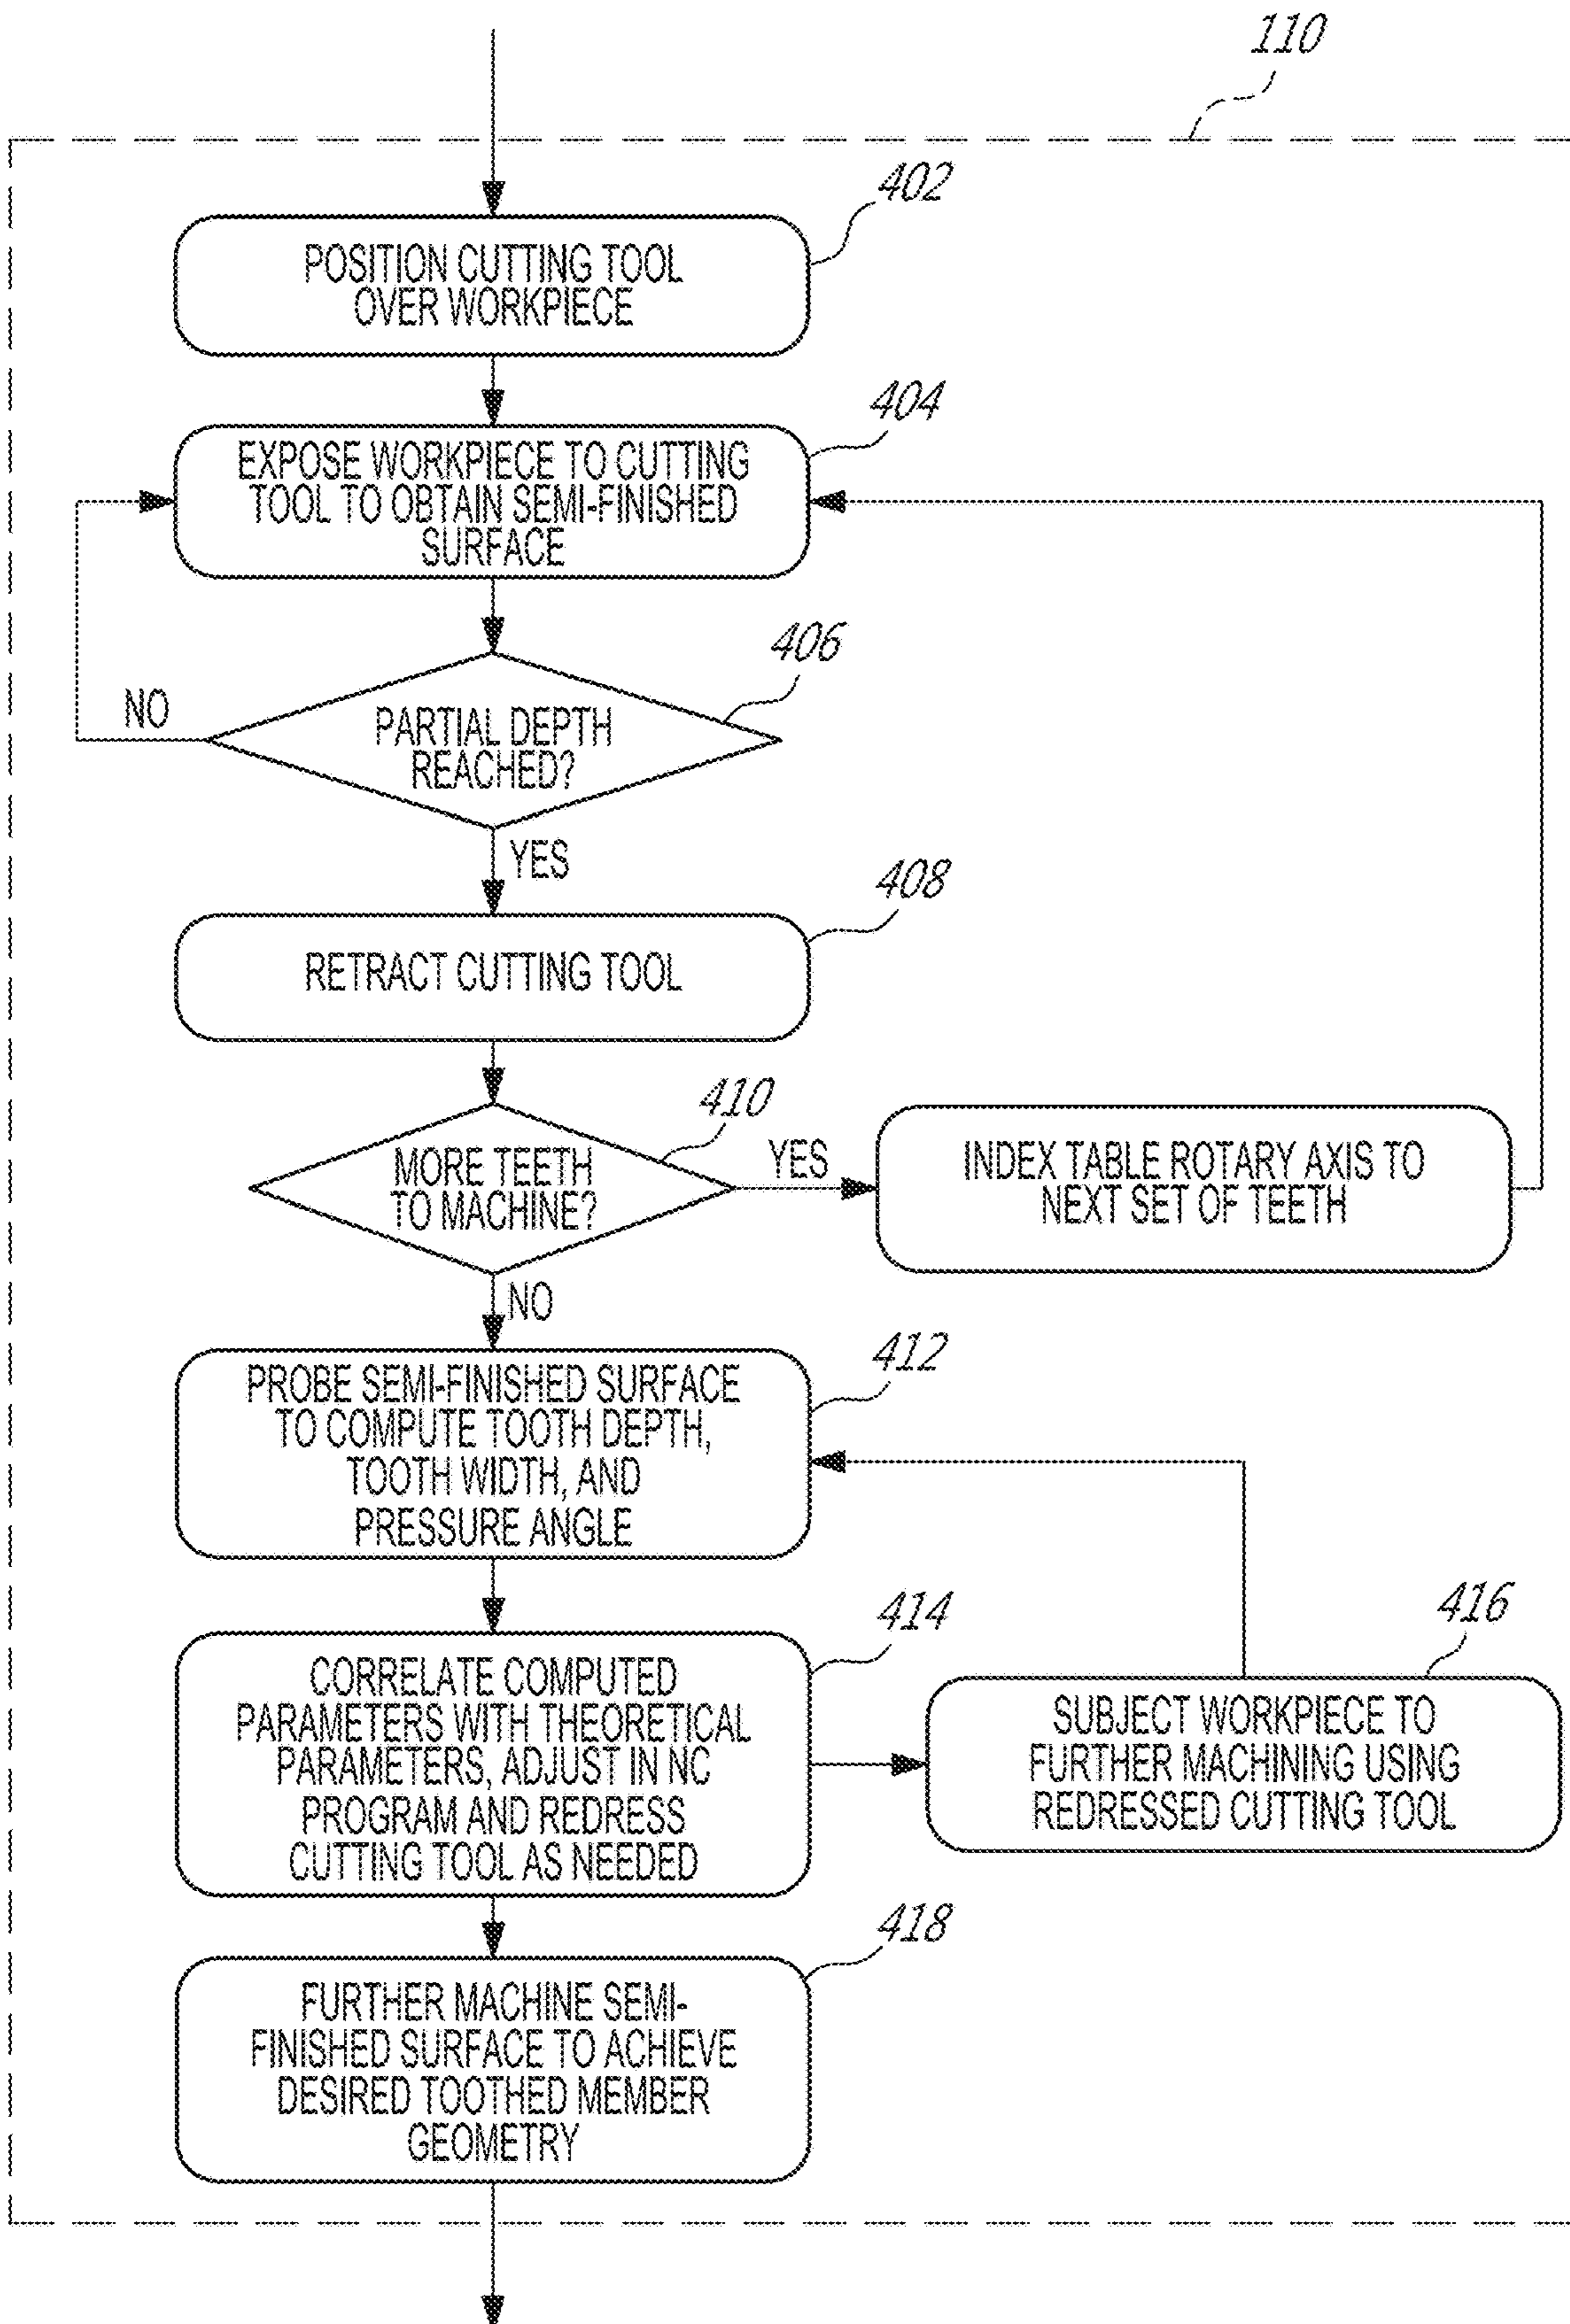 110
402
POSITION CUTTING TOOL
OVER WORKPIECE
404
EXPOSE WORKPIECE TO CUTTING
TOOL TO OBTAIN SEMI-FINISHED
SURFACE
406
NO
PARTIAL DEPTH
REACHED?
YES
408
RETRACT CUTTING TOOL
410
MORE TEETH
TO MACHINE?
YES
INDEX TABLE ROTARY AXIS TO
NEXT SET OF TEETH
NO
412
PROBE SEMI-FINISHED SURFACE
TO COMPUTE TOOTH DEPTH,
TOOTH WIDTH, AND
PRESSURE ANGLE
414
CORRELATE COMPUTED
PARAMETERS WITH THEORETICAL
PARAMETERS, ADJUST IN NC
PROGRAM AND REDRESS
CUTTING TOOL AS NEEDED
416
SUBJECT WORKPIECE TO
FURTHER MACHINING USING
REDRESSED CUTTING TOOL
418
FURTHER MACHINE SEMI-
FINISHED SURFACE TO ACHIEVE
DESIRED TOOTHED MEMBER
GEOMETRY